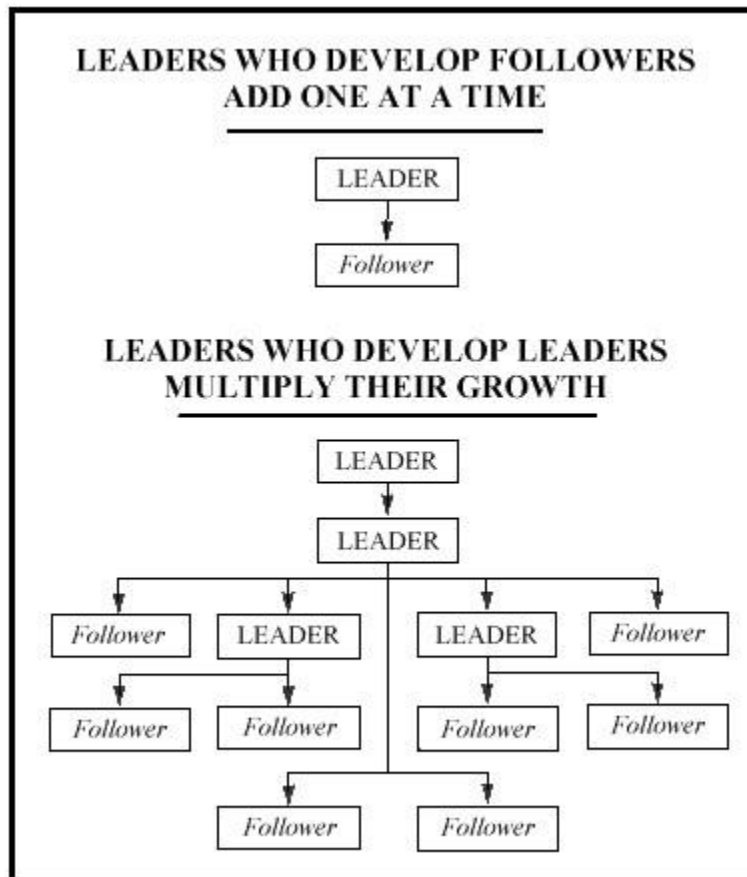 LEADERS WHO DEVELOP FOLLOWERS
ADD ONE AT A TIME
LEADER
Follower
LEADERS WHO DEVELOP LEADERS
MULTIPLY THEIR GROWTH
LEADER
LEADER
Follower LEADER LEADER Follower
Follower Follower Follower Follower
Follower Follower